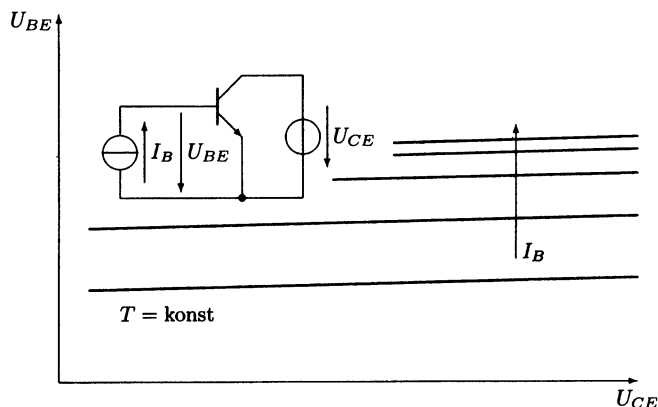 U_BE
I_B
U_BE
U_CE
I_B
T = konst
U_CE